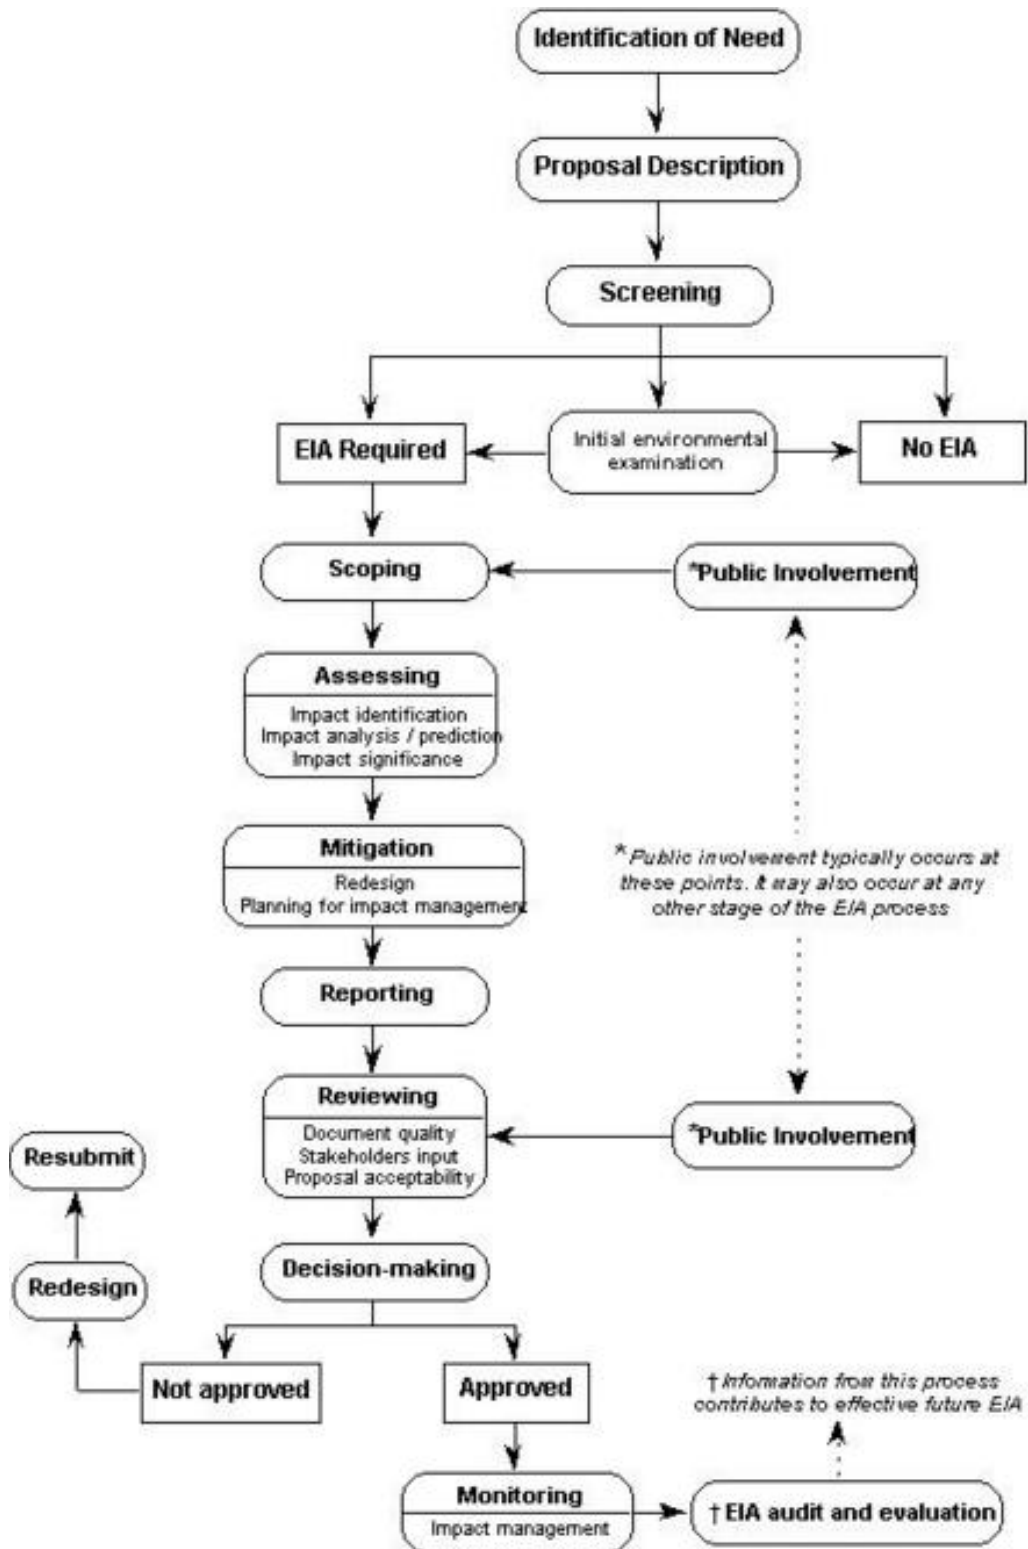 Identification of Need
Proposal Description
Screening
EIA Required
Initial environmental
examination
No EIA
Scoping
*Public Involvement
Assessing
Impact identification
Impact analysis / prediction
Impact significance
Mitigation
Redesign
Planning for impact management
* Public involvement typically occurs at
these points. It may also occur at any
other stage of the EIA process
Reporting
Reviewing
Document quality
Stakeholders input
Proposal acceptability
*Public Involvement
Resubmit
Redesign
Decision-making
Not approved
Approved
† Information from this process
contributes to effective future EIA
Monitoring
Impact management
† EIA audit and evaluation